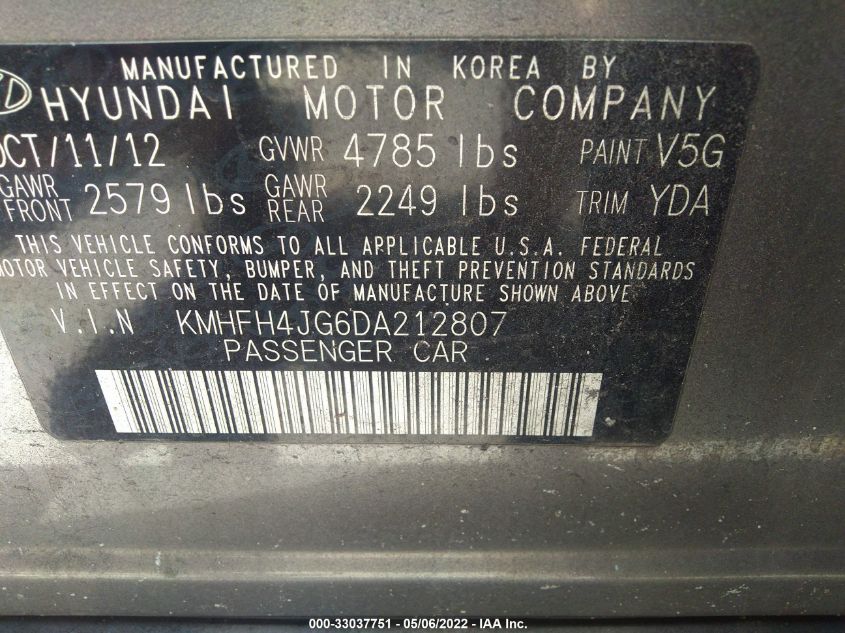 MANUFACTURED IN KOREA BY
HYUNDAI MOTOR COMPANY
OCT/11/12 GVWR 4785 lbs PAINT V5G
GAWR FRONT 2579 lbs GAWR REAR 2249 lbs TRIM YDA
THIS VEHICLE CONFORMS TO ALL APPLICABLE U.S.A. FEDERAL
MOTOR VEHICLE SAFETY, BUMPER, AND THEFT PREVENTION STANDARDS
IN EFFECT ON THE DATE OF MANUFACTURE SHOWN ABOVE
V.I.N KMHFH4JG6DA212807
PASSENGER CAR
000-33037751 - 05/06/2022 - IAA Inc.